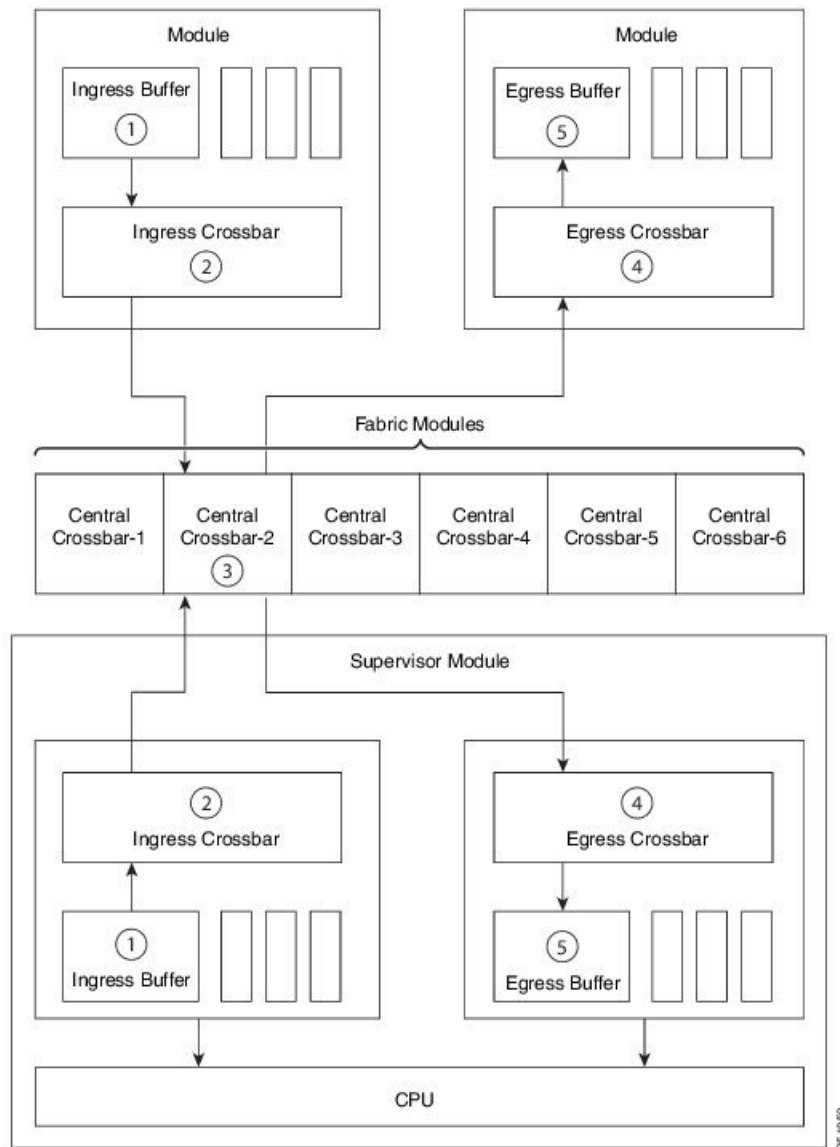 Module
Module
Ingress Buffer
1
Egress Buffer
5
Ingress Crossbar
2
Egress Crossbar
4
Fabric Modules
Central
Crossbar-1
Central
Crossbar-2
3
Central
Crossbar-3
Central
Crossbar-4
Central
Crossbar-5
Central
Crossbar-6
Supervisor Module
2
Ingress Crossbar
4
Egress Crossbar
1
Ingress Buffer
5
Egress Buffer
CPU